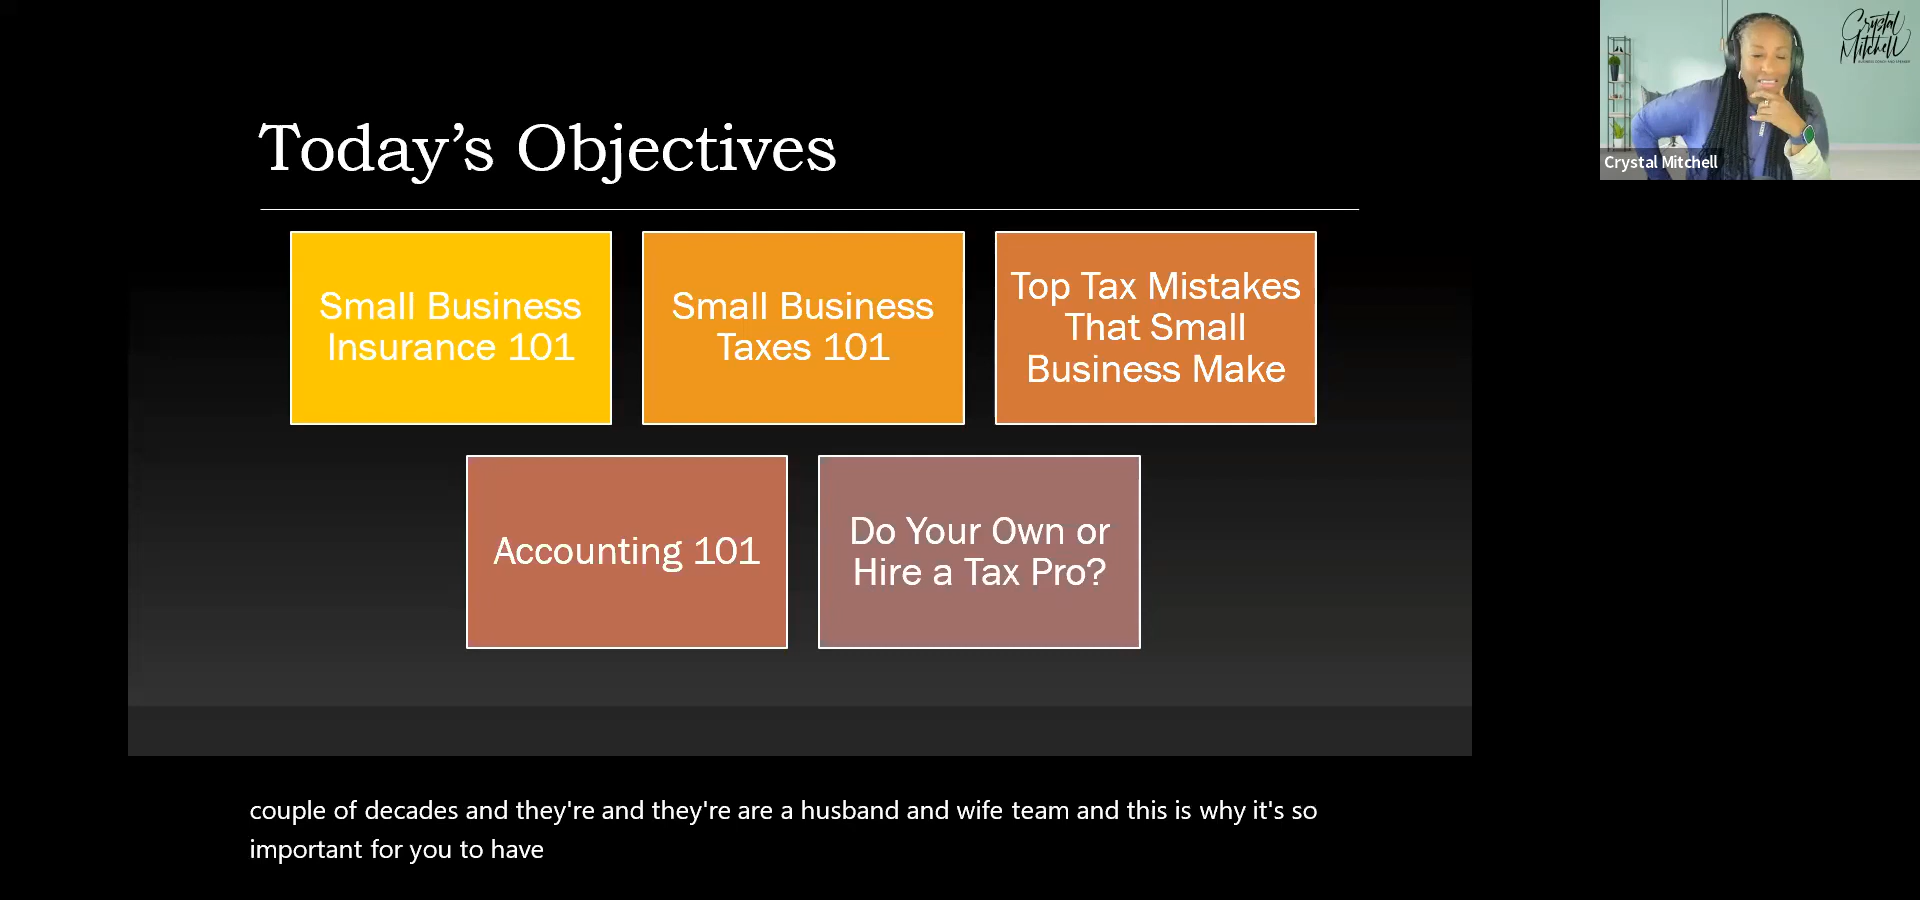 Today's Objectives
Small Business
Insurance 101
Small Business
Taxes 101
Top Tax Mistakes
That Small
Business Make
Accounting 101
Do Your Own or
Hire a Tax Pro?
Crystal
Mitchell
Crystal Mitchell
couple of decades and they're and they're are a husband and wife team and this is why it's so
important for you to have